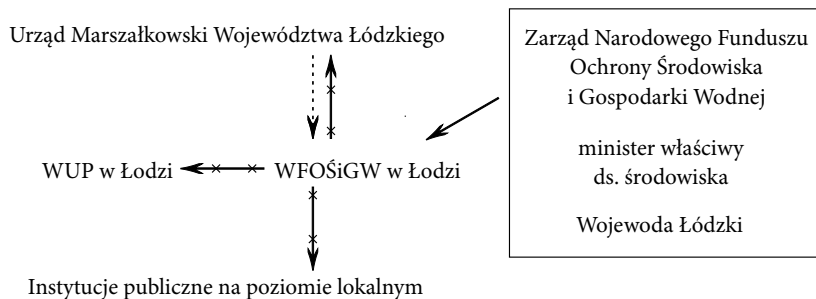 Urząd Marszałkowski Województwa Łódzkiego
Zarząd Narodowego Funduszu
Ochrony Środowiska
i Gospodarki Wodnej
minister właściwy
ds. środowiska
Wojewoda Łódzki
WUP w Łodzi
WFOŚiGW w Łodzi
Instytucje publiczne na poziomie lokalnym